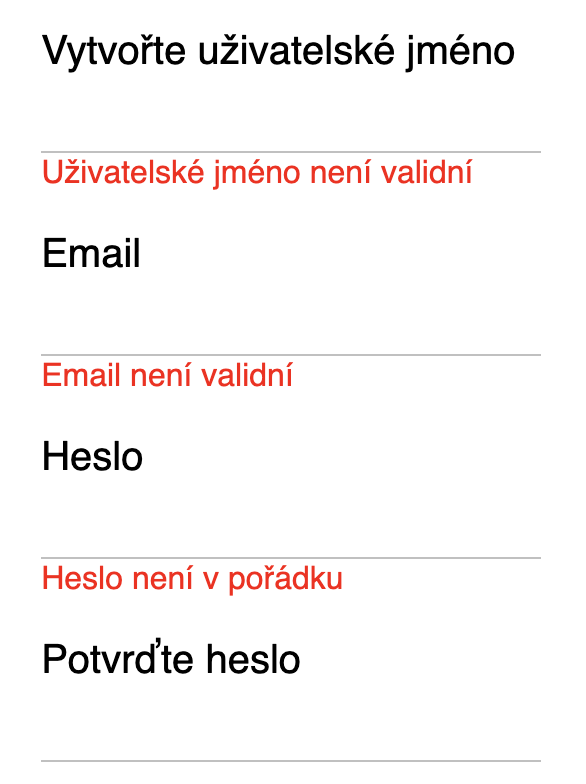 Vytvořte uživatelské jméno
Uživatelské jméno není validní
Email
Email není validní
Heslo
Heslo není v pořádku
Potvrďte heslo